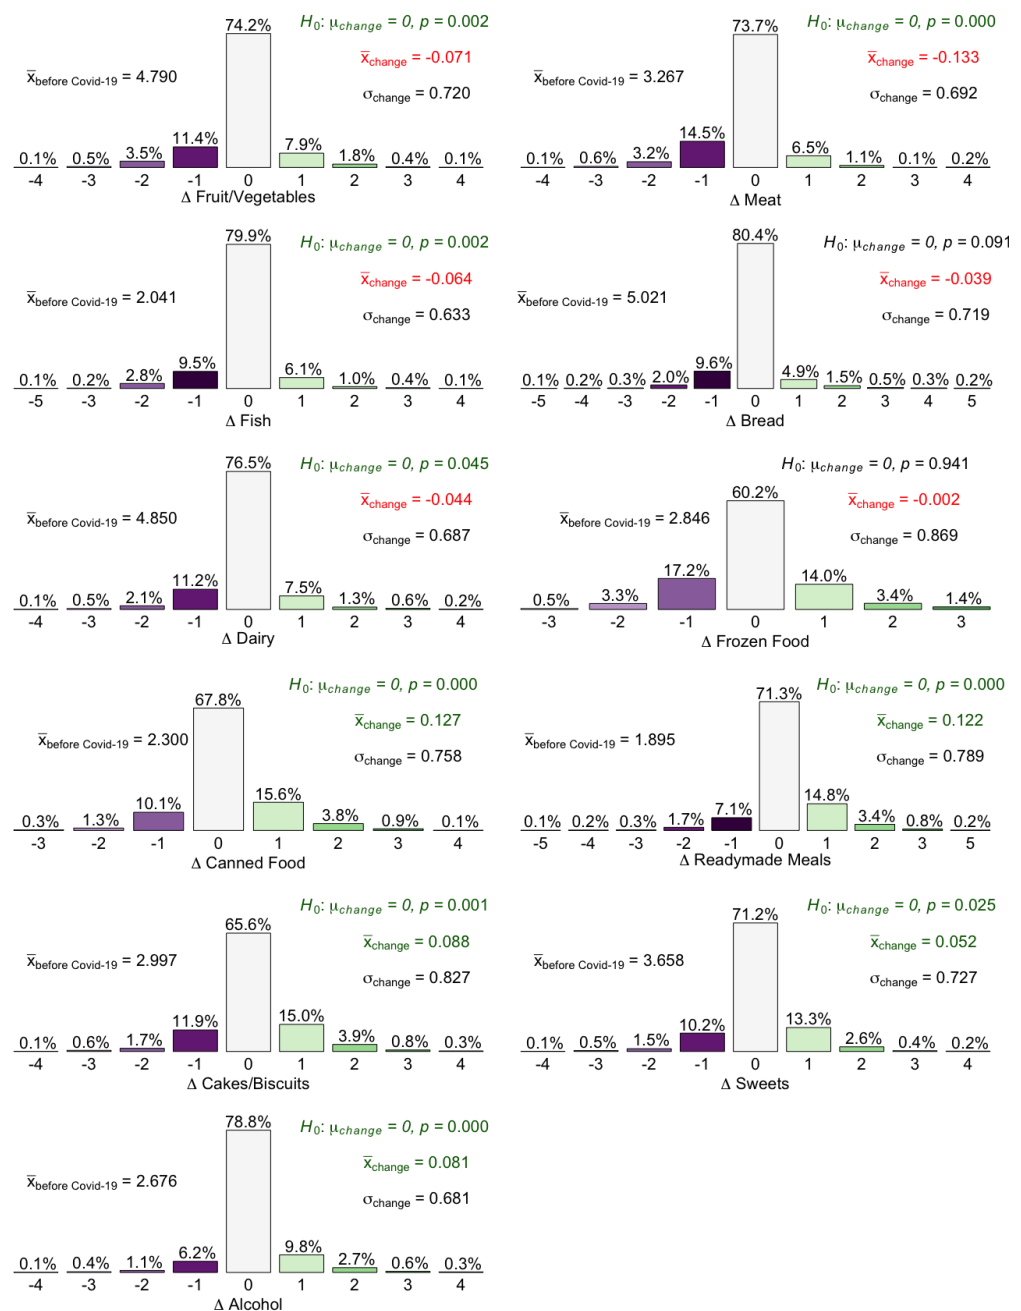 74.2%
H0: μchange = 0, p = 0.002
x̄change = -0.071
x̄before Covid-19 = 4.790
σchange = 0.720
0.1% 0.5% 3.5% 11.4% 7.9% 1.8% 0.4% 0.1%
-4 -3 -2 -1 0 1 2 3 4
Δ Fruit/Vegetables
73.7%
H0: μchange = 0, p = 0.000
x̄change = -0.133
x̄before Covid-19 = 3.267
σchange = 0.692
0.1% 0.6% 3.2% 14.5% 6.5% 1.1% 0.1% 0.2%
-4 -3 -2 -1 0 1 2 3 4
Δ Meat
79.9%
H0: μchange = 0, p = 0.002
x̄change = -0.064
x̄before Covid-19 = 2.041
σchange = 0.633
0.1% 0.2% 2.8% 9.5% 6.1% 1.0% 0.4% 0.1%
-5 -3 -2 -1 0 1 2 3 4
Δ Fish
80.4%
H0: μchange = 0, p = 0.091
x̄change = -0.039
x̄before Covid-19 = 5.021
σchange = 0.719
0.1% 0.2% 0.3% 2.0% 9.6% 4.9% 1.5% 0.5% 0.3% 0.2%
-5 -4 -3 -2 -1 0 1 2 3 4 5
Δ Bread
76.5%
H0: μchange = 0, p = 0.045
x̄change = -0.044
x̄before Covid-19 = 4.850
σchange = 0.687
0.1% 0.5% 2.1% 11.2% 7.5% 1.3% 0.6% 0.2%
-4 -3 -2 -1 0 1 2 3 4
Δ Dairy
H0: μchange = 0, p = 0.941
60.2%
x̄change = -0.002
x̄before Covid-19 = 2.846
σchange = 0.869
0.5% 3.3% 17.2% 14.0% 3.4% 1.4%
-3 -2 -1 0 1 2 3
Δ Frozen Food
67.8%
H0: μchange = 0, p = 0.000
x̄change = 0.127
x̄before Covid-19 = 2.300
σchange = 0.758
0.3% 1.3% 10.1% 15.6% 3.8% 0.9% 0.1%
-3 -2 -1 0 1 2 3 4
Δ Canned Food
71.3%
H0: μchange = 0, p = 0.000
x̄change = 0.122
x̄before Covid-19 = 1.895
σchange = 0.789
0.1% 0.2% 0.3% 1.7% 7.1% 14.8% 3.4% 0.8% 0.2%
-5 -4 -3 -2 -1 0 1 2 3 5
Δ Readymade Meals
65.6%
H0: μchange = 0, p = 0.001
x̄change = 0.088
x̄before Covid-19 = 2.997
σchange = 0.827
0.1% 0.6% 1.7% 11.9% 15.0% 3.9% 0.8% 0.3%
-4 -3 -2 -1 0 1 2 3 4
Δ Cakes/Biscuits
71.2%
H0: μchange = 0, p = 0.025
x̄change = 0.052
x̄before Covid-19 = 3.658
σchange = 0.727
0.1% 0.5% 1.5% 10.2% 13.3% 2.6% 0.4% 0.2%
-4 -3 -2 -1 0 1 2 3 4
Δ Sweets
78.8%
H0: μchange = 0, p = 0.000
x̄change = 0.081
x̄before Covid-19 = 2.676
σchange = 0.681
0.1% 0.4% 1.1% 6.2% 9.8% 2.7% 0.6% 0.3%
-4 -3 -2 -1 0 1 2 3 4
Δ Alcohol